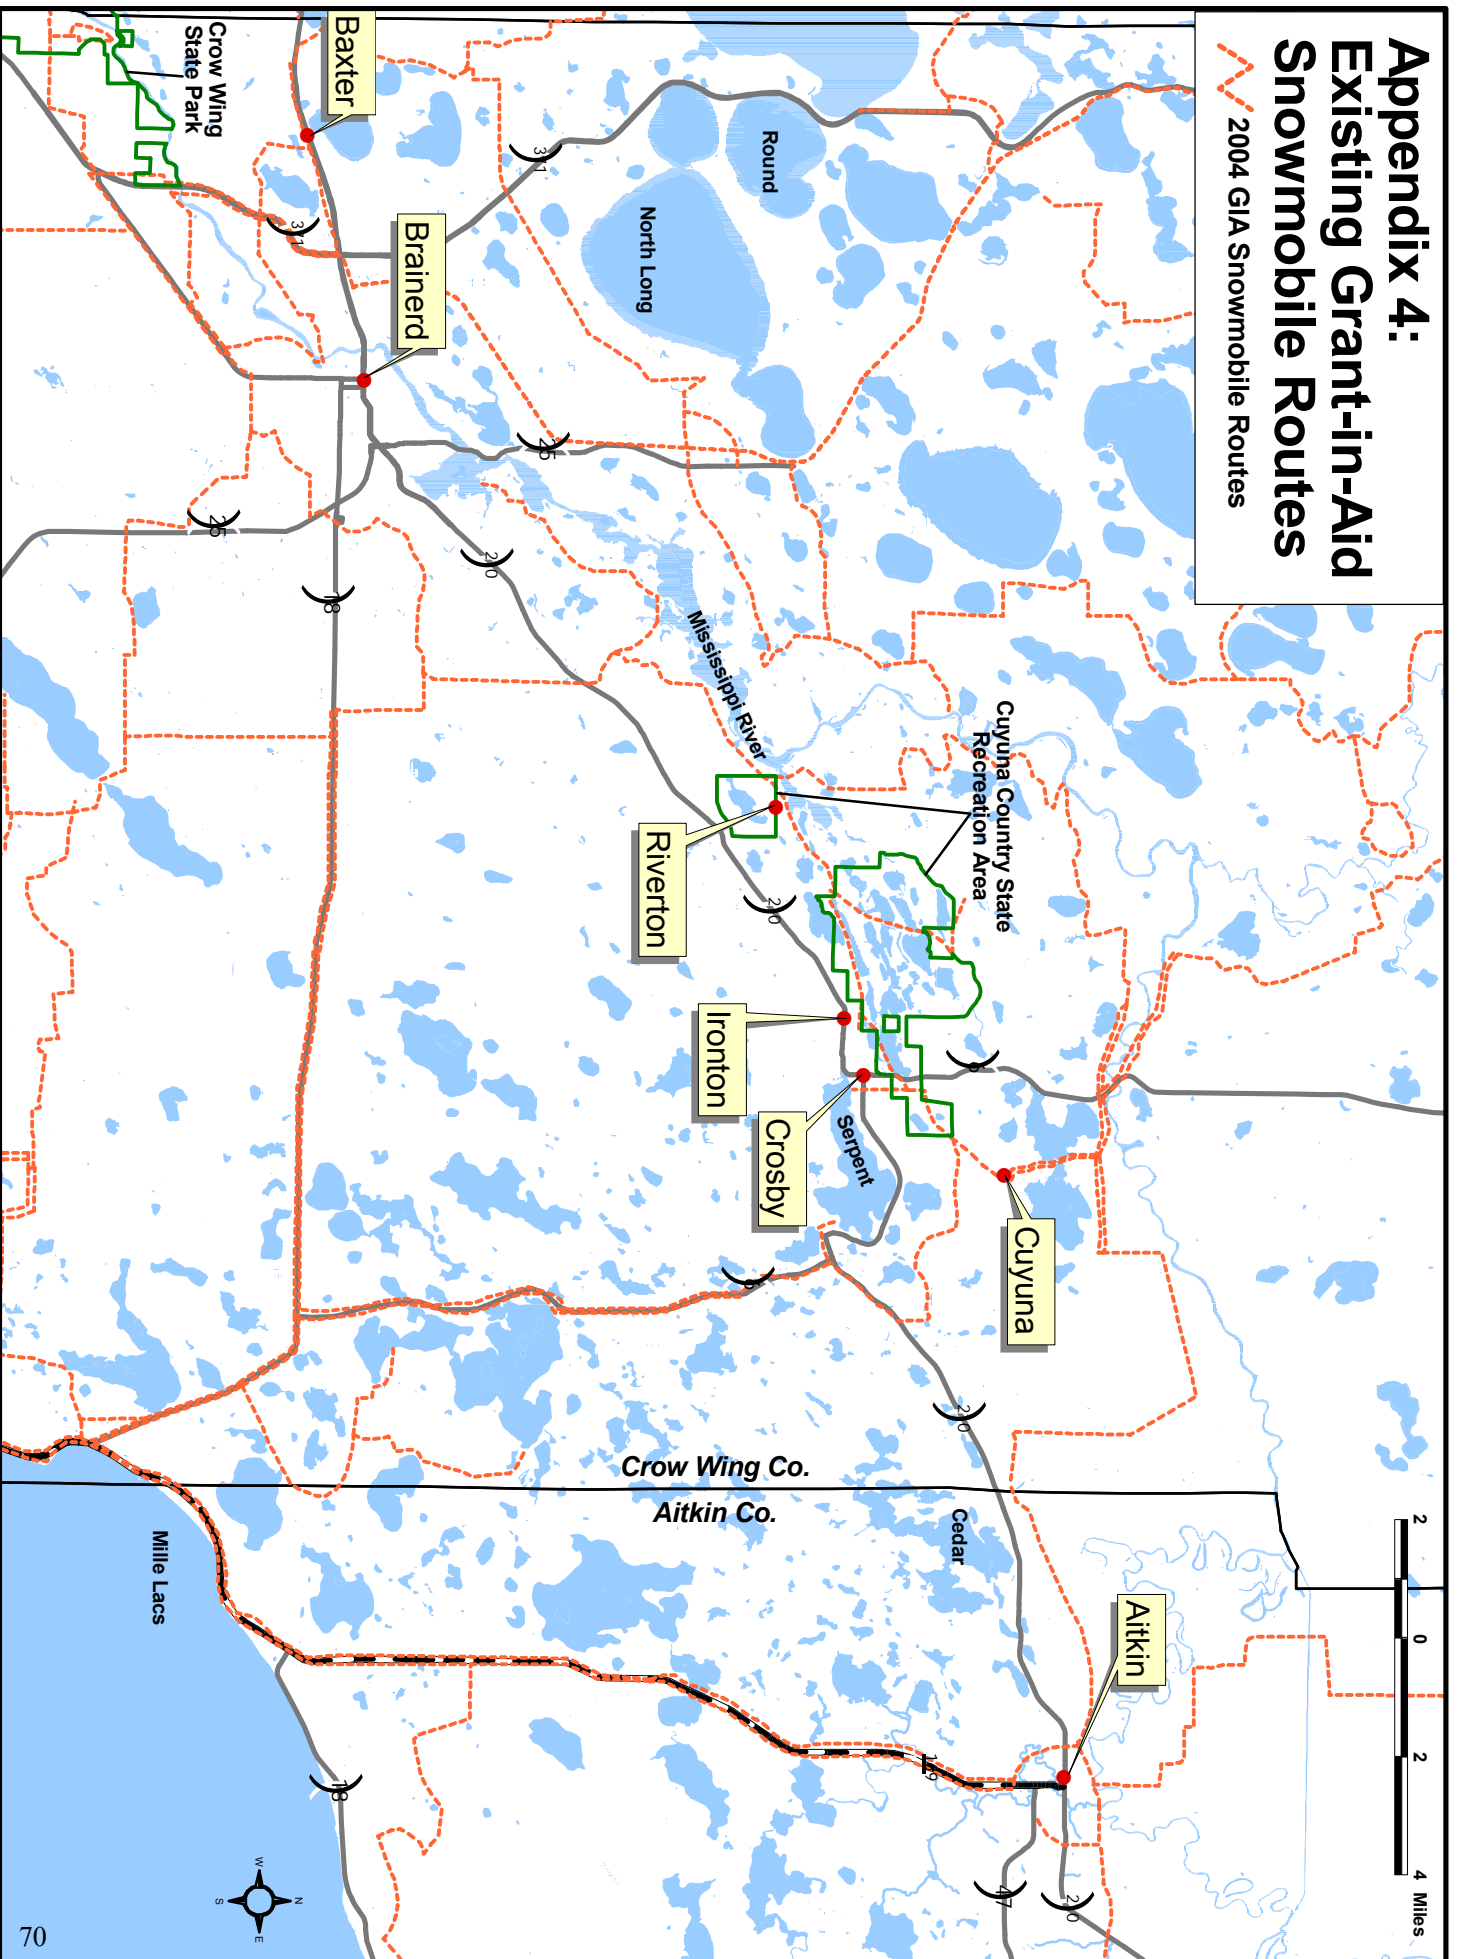 Appendix 4:
Existing Grant-in-Aid
Snowmobile Routes
2004 GIA Snowmobile Routes
2 0 2 4 Miles
Baxter
Crow Wing
State Park
371
Round
North Long
371
Brainerd
25
25
18
210
Mississippi River
Cuyuna Country State
Recreation Area
Riverton
210
Ironton
6
Crosby
Serpent
Cuyuna
6
210
Crow Wing Co.
Aitkin Co.
Cedar
Mille Lacs
Aitkin
169
18
47
210
N
W
E
S
70